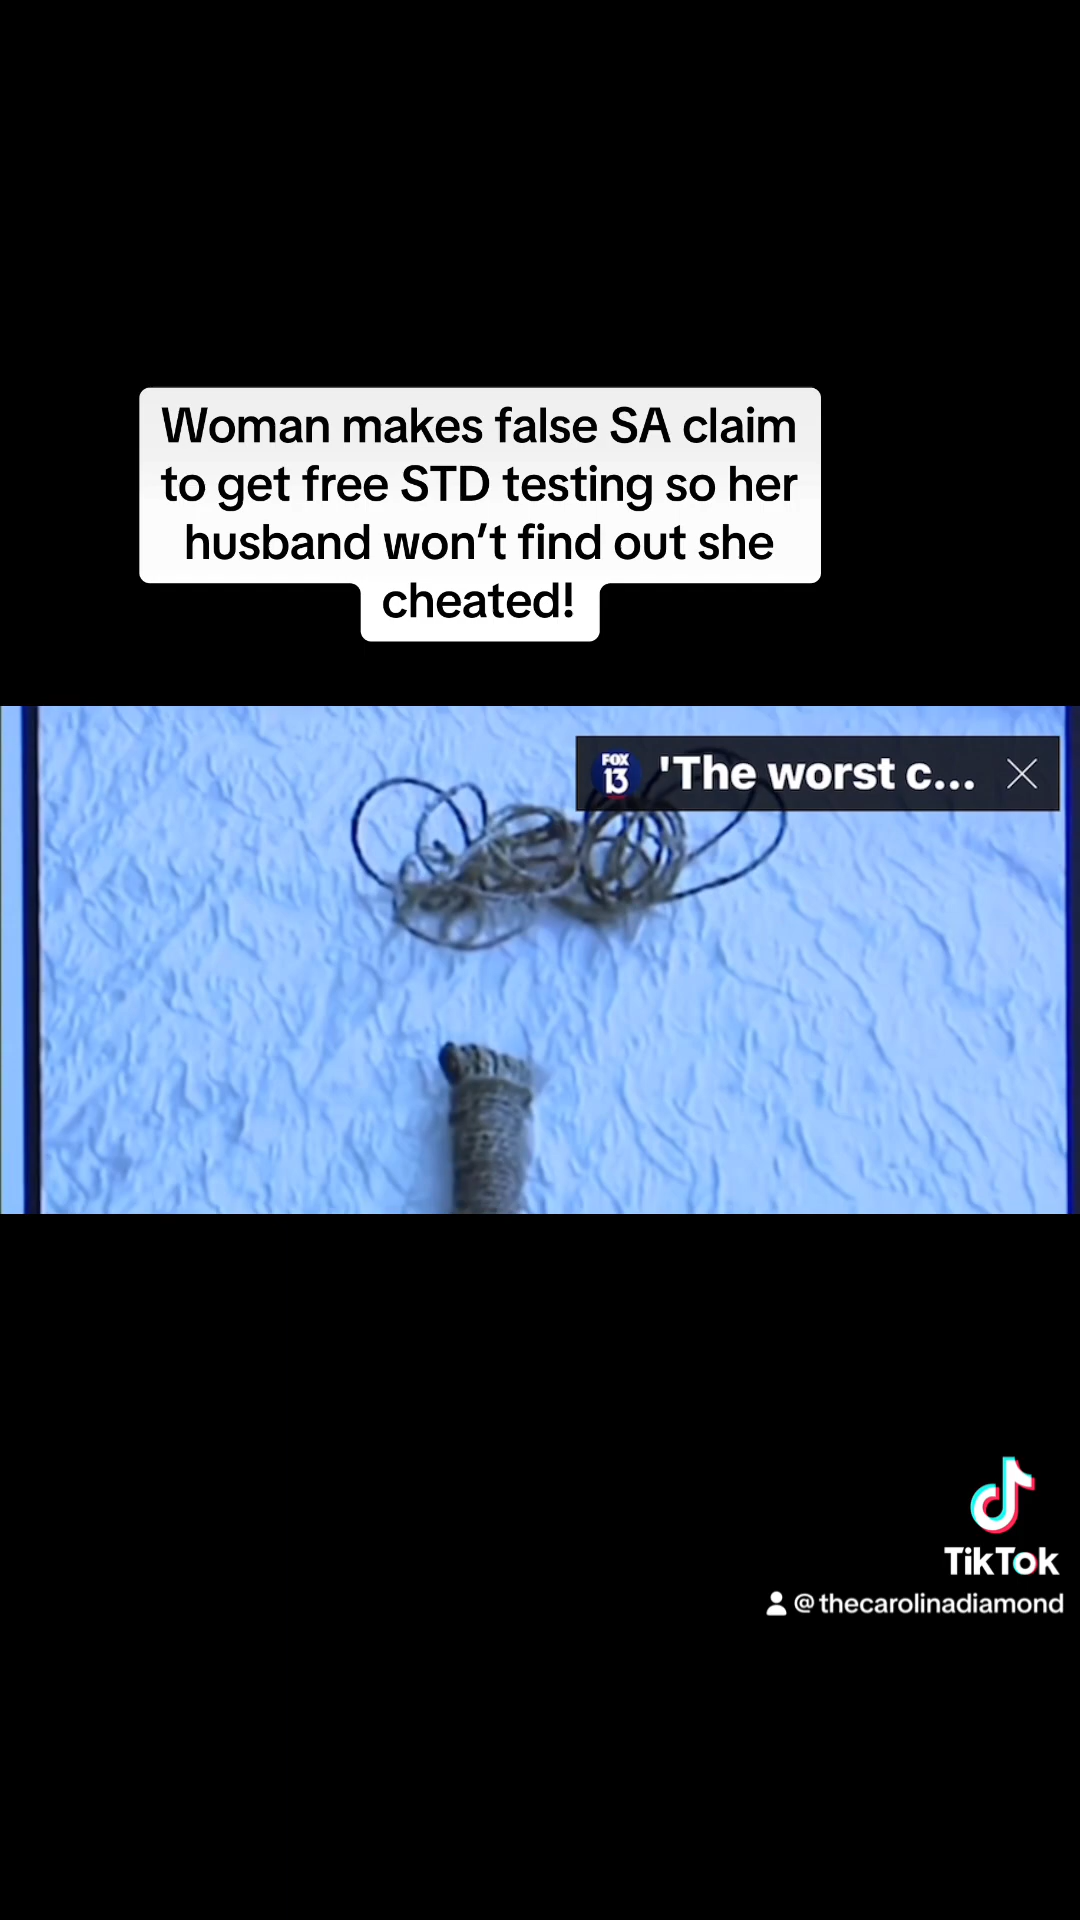 Woman makes false SA claim
to get free STD testing so her
husband won’t find out she
cheated!
FOX
13
'The worst c...
TikTok
@thecarolinadiamond